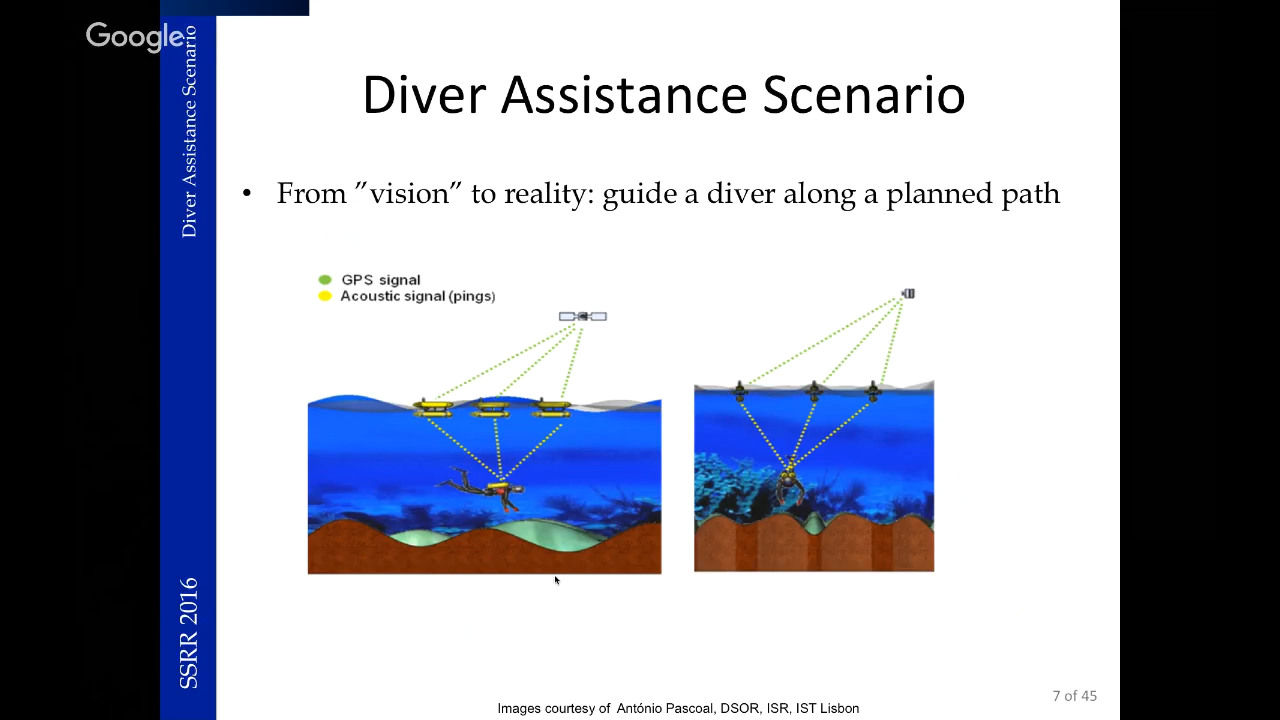 Google
Diver Assistance Scenario
Diver Assistance Scenario
• From ”vision” to reality: guide a diver along a planned path
GPS signal
Acoustic signal (pings)
SSRR 2016
7 of 45
Images courtesy of António Pascoal, DSOR, ISR, IST Lisbon